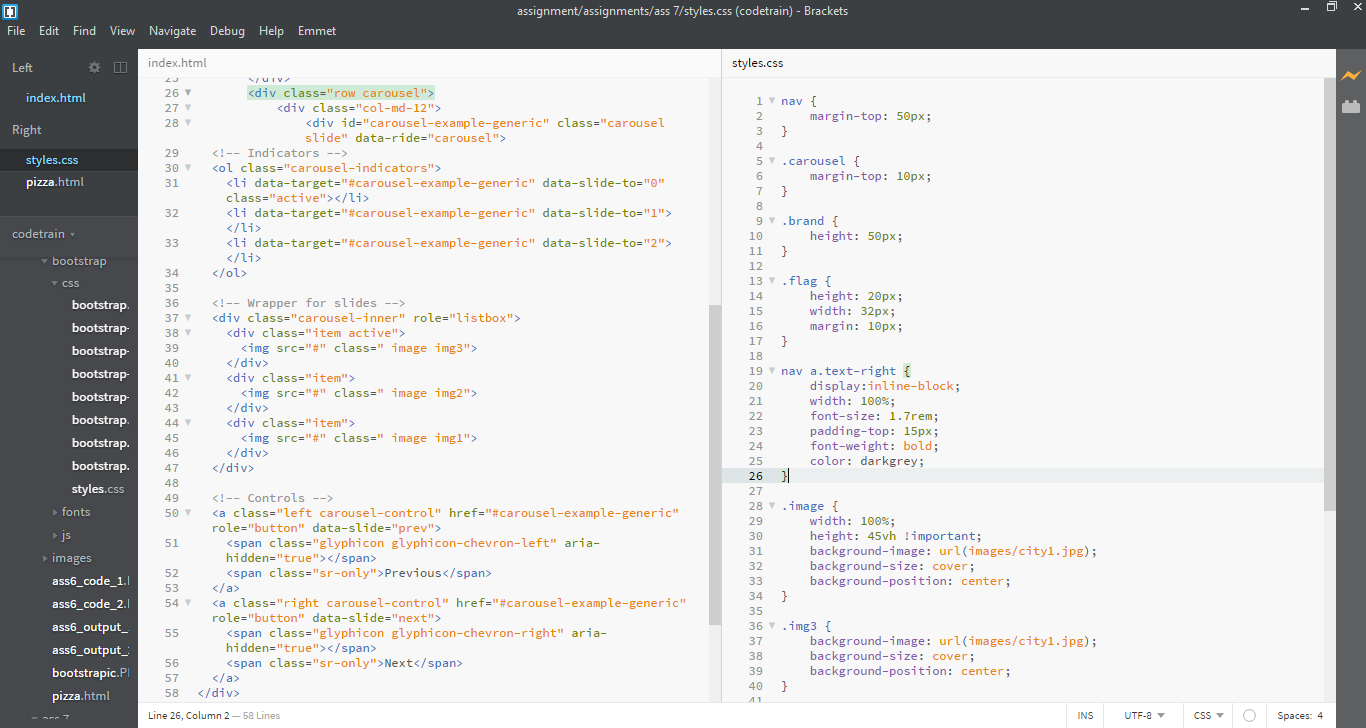 assignment/assignments/ass 7/styles.css (codetrain) - Brackets
File Edit Find View Navigate Debug Help Emmet
Left
index.html
Right
styles.css
pizza.html
codetrain
bootstrap
css
bootstrap.
bootstrap-
bootstrap-
bootstrap-
bootstrap-
bootstrap.
bootstrap.
bootstrap.
styles.css
fonts
js
images
ass6_code_1.
ass6_code_2.
ass6_output_
ass6_output_
bootstrapic.P
pizza.html
ass 7
index.html
25 </div>
26 <div class="row carousel">
27 <div class="col-md-12">
28 <div id="carousel-example-generic" class="carousel
slide" data-ride="carousel">
29 <!-- Indicators -->
30 <ol class="carousel-indicators">
31 <li data-target="#carousel-example-generic" data-slide-to="0"
class="active"></li>
32 <li data-target="#carousel-example-generic" data-slide-to="1">
</li>
33 <li data-target="#carousel-example-generic" data-slide-to="2">
</li>
34 </ol>
35
36 <!-- Wrapper for slides -->
37 <div class="carousel-inner" role="listbox">
38 <div class="item active">
39 <img src="#" class=" image img3">
40 </div>
41 <div class="item">
42 <img src="#" class=" image img2">
43 </div>
44 <div class="item">
45 <img src="#" class=" image img1">
46 </div>
47 </div>
48
49 <!-- Controls -->
50 <a class="left carousel-control" href="#carousel-example-generic"
role="button" data-slide="prev">
51 <span class="glyphicon glyphicon-chevron-left" aria-
hidden="true"></span>
52 <span class="sr-only">Previous</span>
53 </a>
54 <a class="right carousel-control" href="#carousel-example-generic"
role="button" data-slide="next">
55 <span class="glyphicon glyphicon-chevron-right" aria-
hidden="true"></span>
56 <span class="sr-only">Next</span>
57 </a>
58 </div>
styles.css
1 nav {
2 margin-top: 50px;
3 }
4
5 .carousel {
6 margin-top: 10px;
7 }
8
9 .brand {
10 height: 50px;
11 }
12
13 .flag {
14 height: 20px;
15 width: 32px;
16 margin: 10px;
17 }
18
19 nav a.text-right {
20 display:inline-block;
21 width: 100%;
22 font-size: 1.7rem;
23 padding-top: 15px;
24 font-weight: bold;
25 color: darkgrey;
26 }
27
28 .image {
29 width: 100%;
30 height: 45vh !important;
31 background-image: url(images/city1.jpg);
32 background-size: cover;
33 background-position: center;
34 }
35
36 .img3 {
37 background-image: url(images/city1.jpg);
38 background-size: cover;
39 background-position: center;
40 }
41
Line 26, Column 2 — 58 Lines
INS UTF-8 CSS Spaces: 4